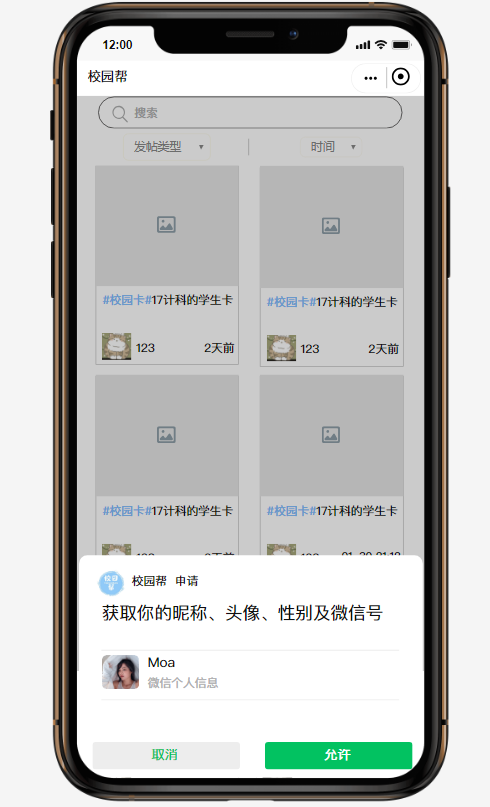 12:00
校园帮
搜索
发帖类型 ▼ 时间 ▼
#校园卡#17计科的学生卡
123 2天前
#校园卡#17计科的学生卡
123 2天前
#校园卡#17计科的学生卡
#校园卡#17计科的学生卡
校园帮 申请
获取你的昵称、头像、性别及微信号
Moa
微信个人信息
取消 允许